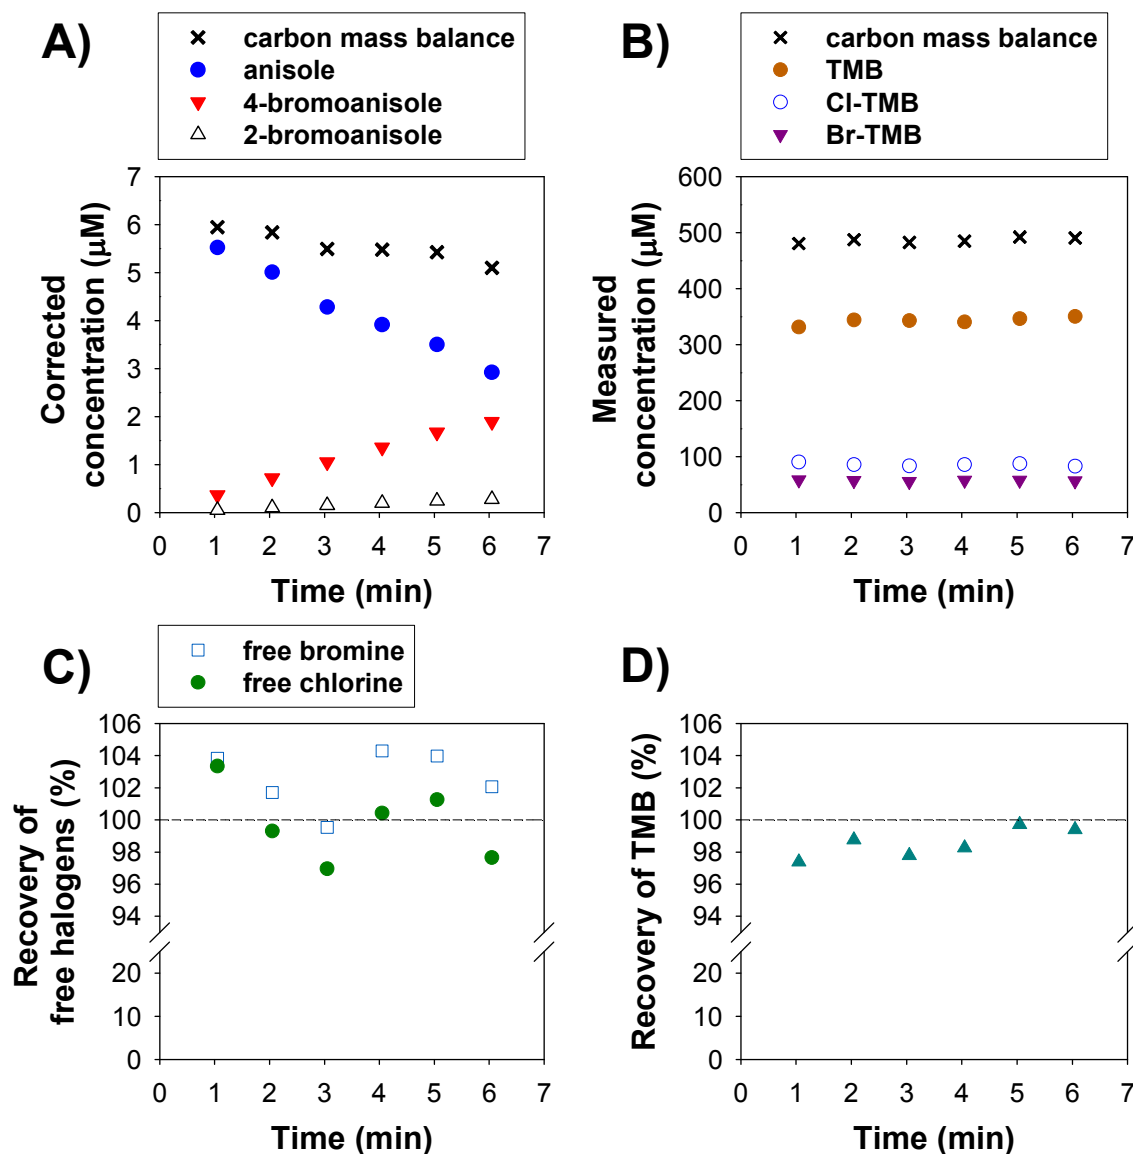 A)
carbon mass balance
anisole
4-bromoanisole
2-bromoanisole
Corrected
concentration (μM)
7
6
5
4
3
2
1
0
0 1 2 3 4 5 6 7
Time (min)
B)
carbon mass balance
TMB
Cl-TMB
Br-TMB
Measured
concentration (μM)
600
500
400
300
200
100
0
0 1 2 3 4 5 6 7
Time (min)
C)
free bromine
free chlorine
Recovery of
free halogens (%)
106
104
102
100
98
96
94
20
10
0
0 1 2 3 4 5 6 7
Time (min)
D)
Recovery of TMB (%)
106
104
102
100
98
96
94
20
10
0
0 1 2 3 4 5 6 7
Time (min)